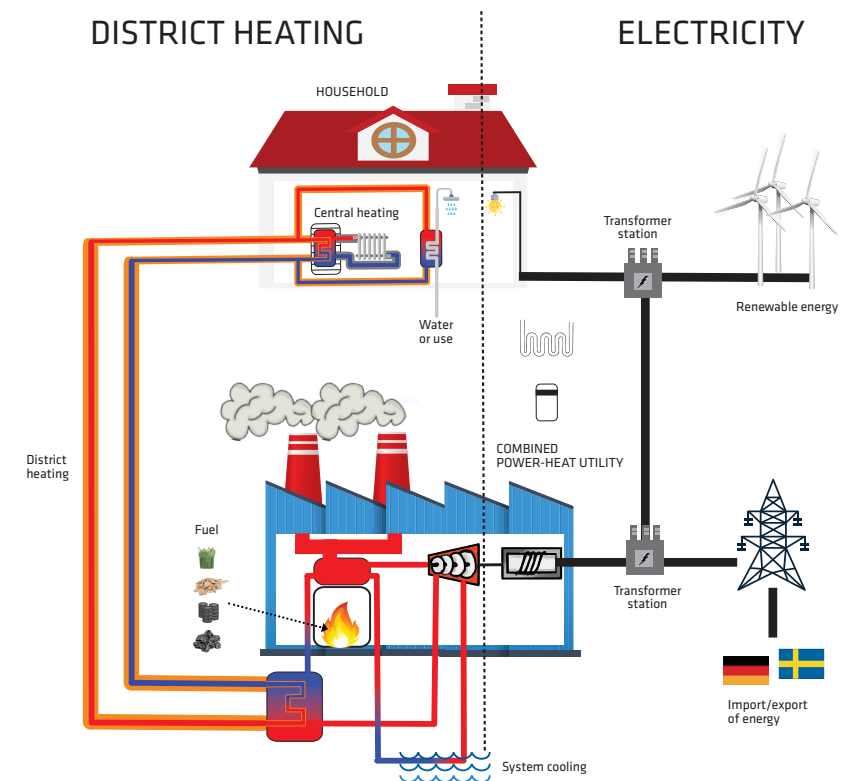 DISTRICT HEATING
ELECTRICITY
HOUSEHOLD
Central heating
Transformer
station
Renewable energy
Water
or use
COMBINED
POWER-HEAT UTILITY
District
heating
Fuel
Transformer
station
Import/export
of energy
System cooling